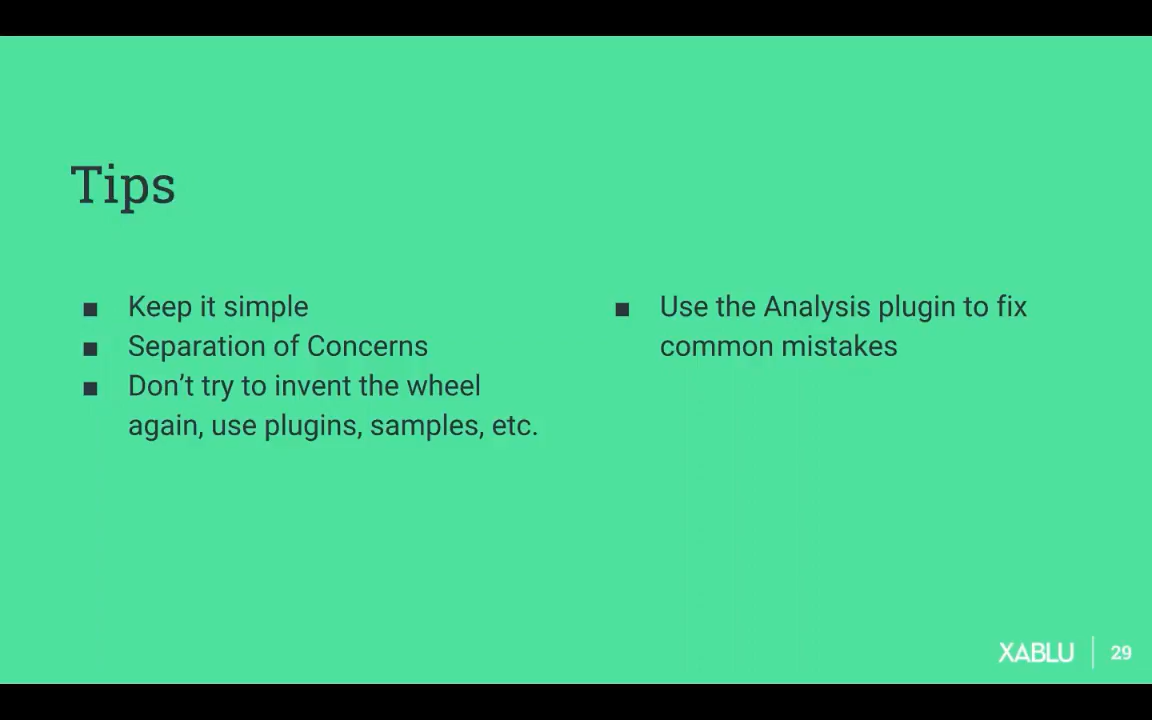 Tips
■ Keep it simple
■ Separation of Concerns
■ Don’t try to invent the wheel
again, use plugins, samples, etc.
■ Use the Analysis plugin to fix
common mistakes
XABLU | 29